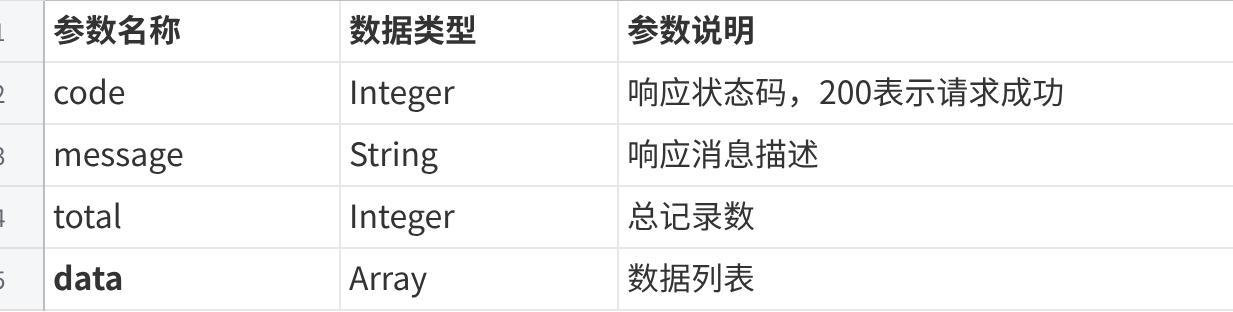 1 参数名称 数据类型 参数说明
2 code Integer 响应状态码，200表示请求成功
3 message String 响应消息描述
4 total Integer 总记录数
5 data Array 数据列表